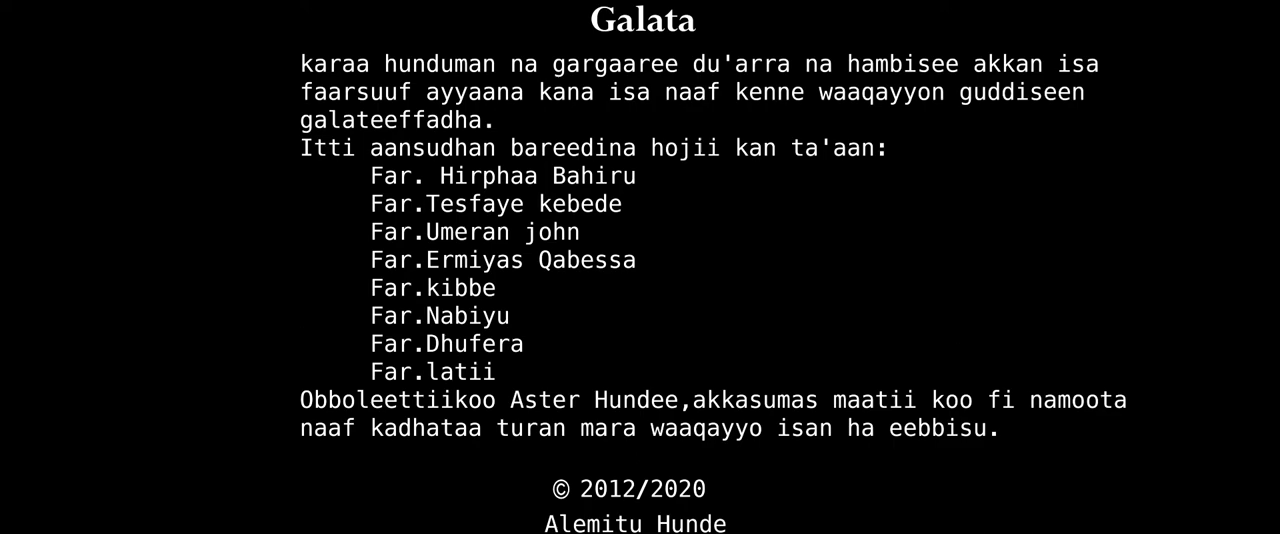 Galata
karaa hunduman na gargaaree du'arra na hambisee akkan isa
faarsuuf ayyaana kana isa naaf kenne waaqayyon guddiseen
galateeffadha.
Itti aansudhan bareedina hojii kan ta'aan:
Far. Hirphaa Bahiru
Far.Tesfaye kebede
Far.Umeran john
Far.Ermiyas Qabessa
Far.kibbe
Far.Nabiyu
Far.Dhufera
Far.latii
Obboleettiikoo Aster Hundee,akkasumas maatii koo fi namoota
naaf kadhataa turan mara waaqayyo isan ha eebbisu.
© 2012/2020
Alemitu Hunde